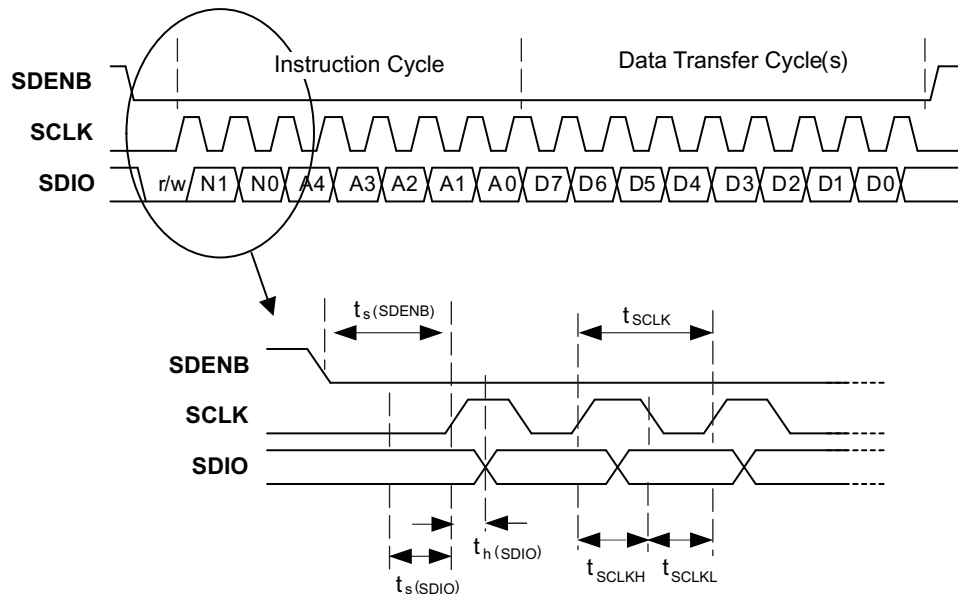 Instruction Cycle Data Transfer Cycle(s)
SDENB
SCLK
SDIO r/w N1 N0 A4 A3 A2 A1 A0 D7 D6 D5 D4 D3 D2 D1 D0
ts(SDENB) tSCLK
SDENB
SCLK
SDIO
th(SDIO)
ts(SDIO) tSCLKH tSCLKL